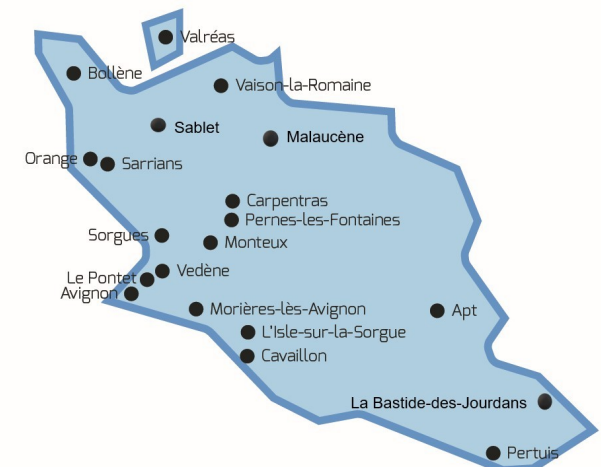 Valréas
Bollène
Vaison-la-Romaine
Sablet
Malaucène
Orange
Sarrians
Carpentras
Pernes-les-Fontaines
Sorgues
Monteux
Vedène
Le Pontet
Avignon
Morières-lès-Avignon
Apt
L'Isle-sur-la-Sorgue
Cavaillon
La Bastide-des-Jourdans
Pertuis